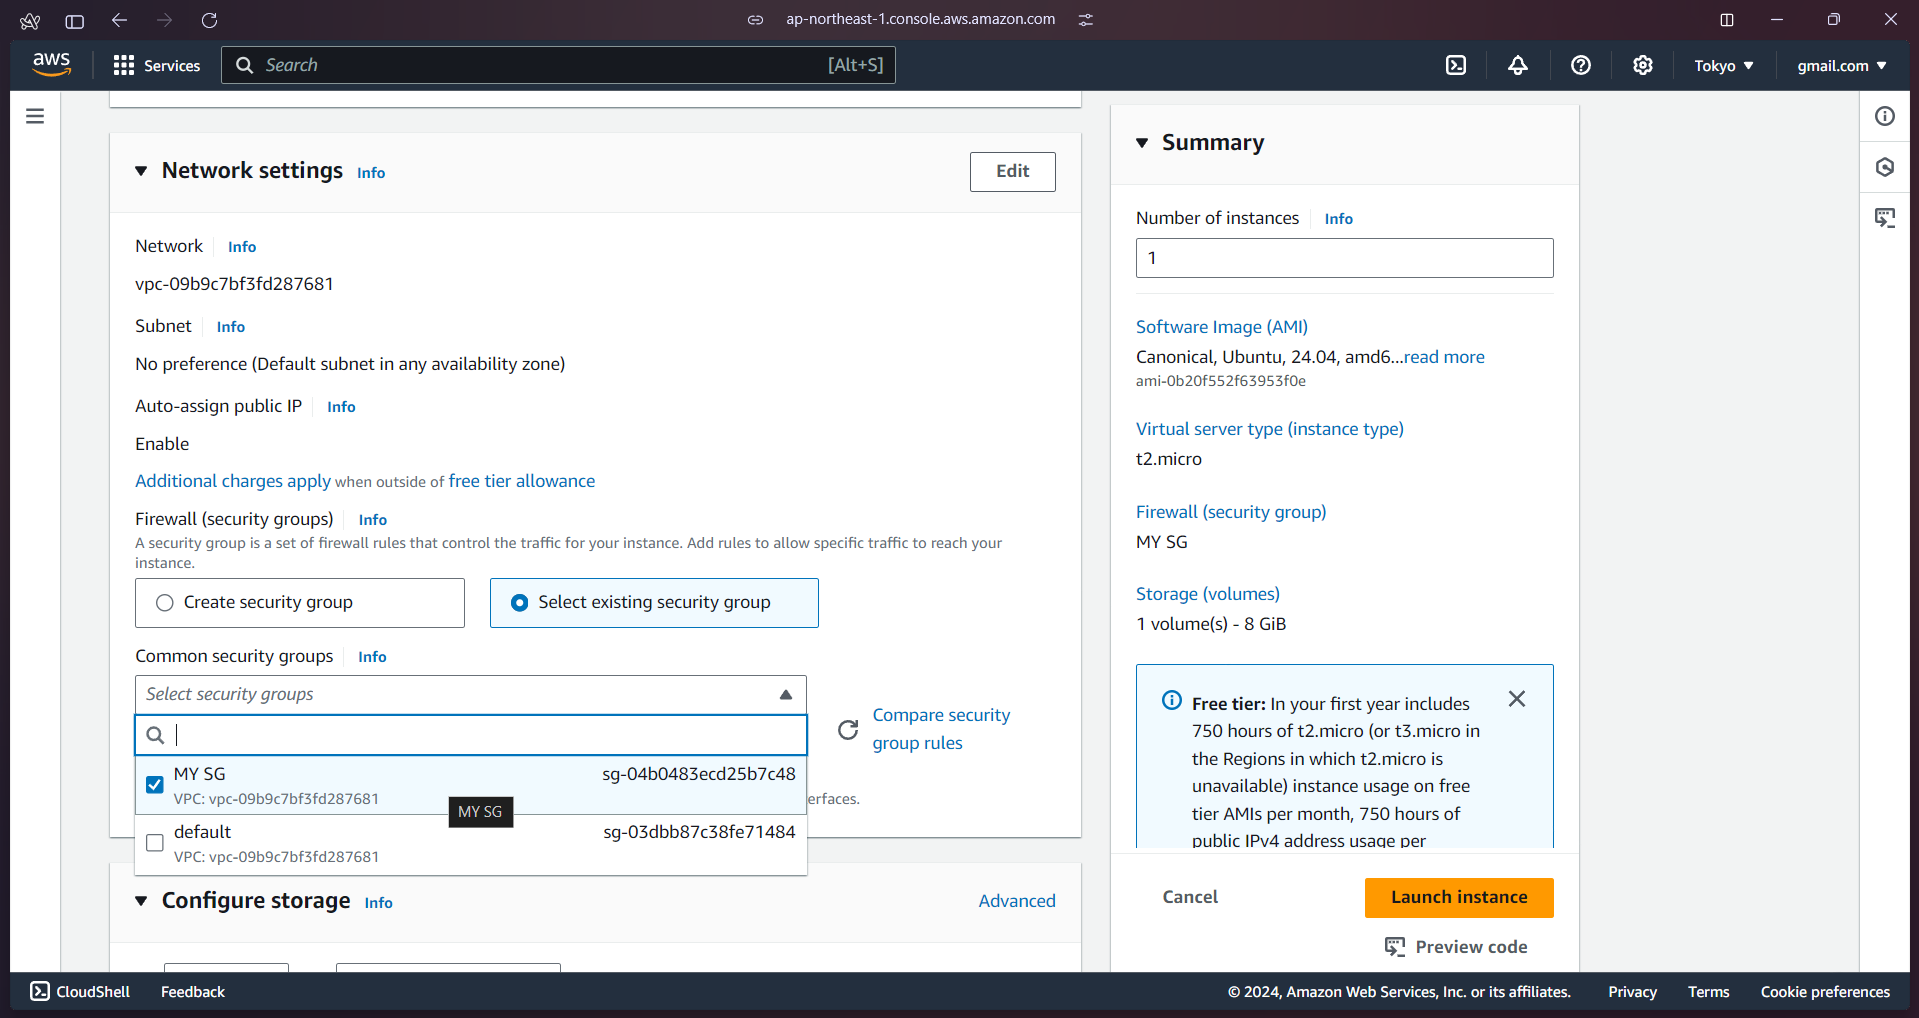 ap-northeast-1.console.aws.amazon.com
aws
Services
Search
[Alt+S]
Tokyo
gmail.com
Network settings
Info
Edit
Network
Info
vpc-09b9c7bf3fd287681
Subnet
Info
No preference (Default subnet in any availability zone)
Auto-assign public IP
Info
Enable
Additional charges apply when outside of free tier allowance
Firewall (security groups)
Info
A security group is a set of firewall rules that control the traffic for your instance. Add rules to allow specific traffic to reach your
instance.
Create security group
Select existing security group
Common security groups
Info
Select security groups
Compare security
group rules
MY SG
sg-04b0483ecd25b7c48
VPC: vpc-09b9c7bf3fd287681
MY SG
erfaces.
default
sg-03dbb87c38fe71484
VPC: vpc-09b9c7bf3fd287681
Configure storage
Info
Advanced
Summary
Number of instances
Info
1
Software Image (AMI)
Canonical, Ubuntu, 24.04, amd6...read more
ami-0b20f552f63953f0e
Virtual server type (instance type)
t2.micro
Firewall (security group)
MY SG
Storage (volumes)
1 volume(s) - 8 GiB
Free tier: In your first year includes
750 hours of t2.micro (or t3.micro in
the Regions in which t2.micro is
unavailable) instance usage on free
tier AMIs per month, 750 hours of
public IPv4 address usage per
Cancel
Launch instance
Preview code
CloudShell
Feedback
© 2024, Amazon Web Services, Inc. or its affiliates.
Privacy
Terms
Cookie preferences